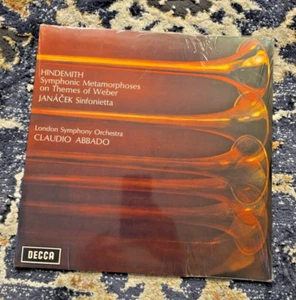 HINDEMITH
Symphonic Metamorphoses
on Themes of Weber
JANÁČEK Sinfonietta
London Symphony Orchestra
CLAUDIO ABBADO
DECCA